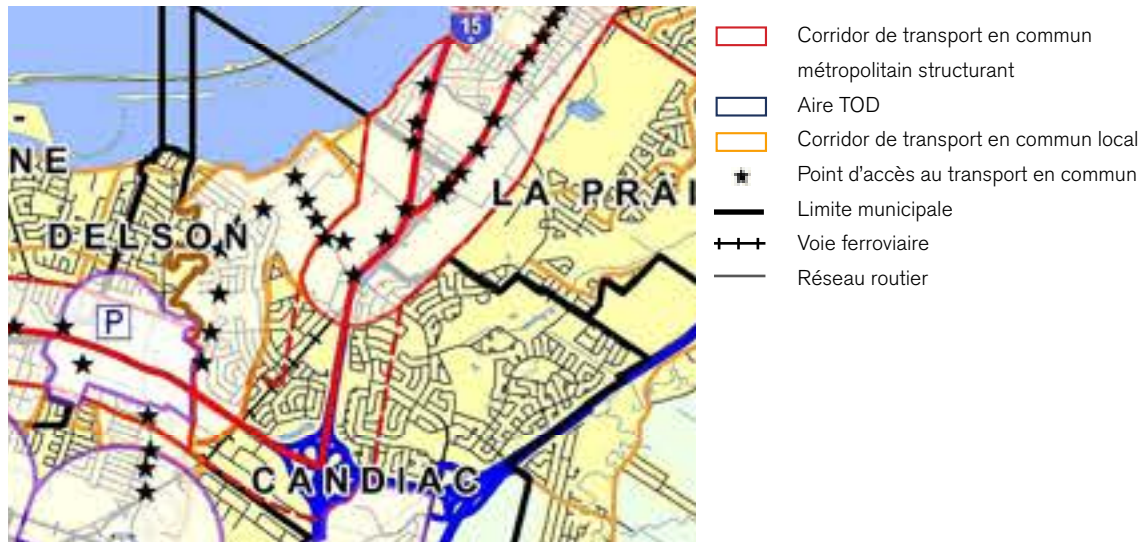 15
NE
DELSON
LA PRAI
P
CANDIAC
Corridor de transport en commun
métropolitain structurant
Aire TOD
Corridor de transport en commun local
Point d'accès au transport en commun
Limite municipale
Voie ferroviaire
Réseau routier